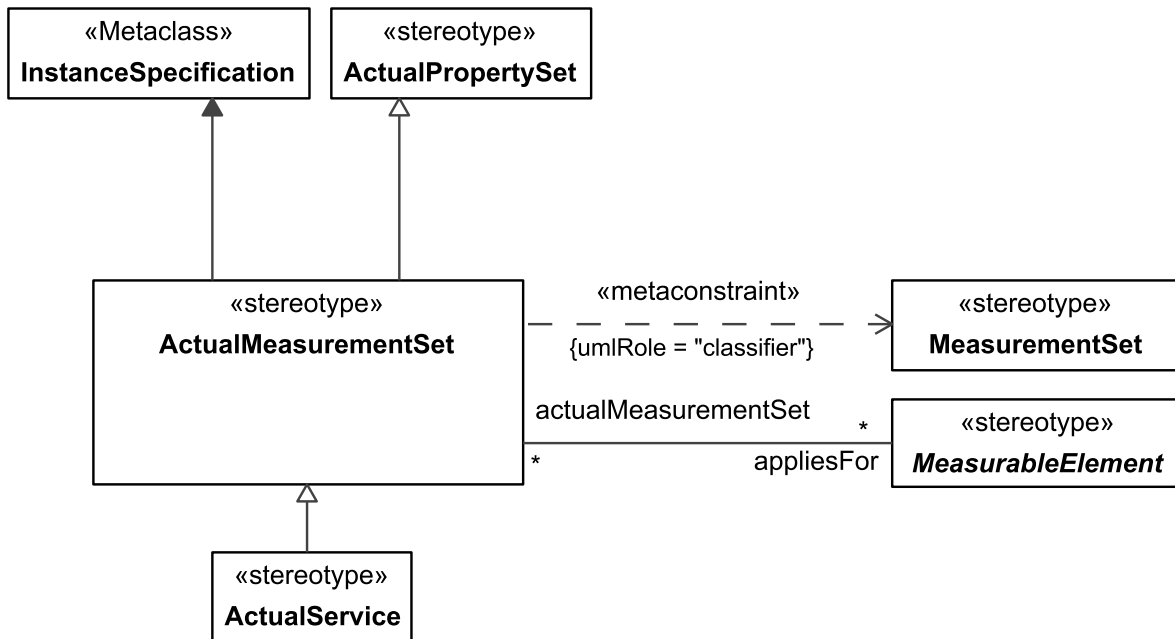 «Metaclass»
InstanceSpecification
«stereotype»
ActualPropertySet
«stereotype»
ActualMeasurementSet
«metaconstraint»
{umlRole = "classifier"}
«stereotype»
MeasurementSet
actualMeasurementSet
*
*
appliesFor
«stereotype»
MeasurableElement
«stereotype»
ActualService